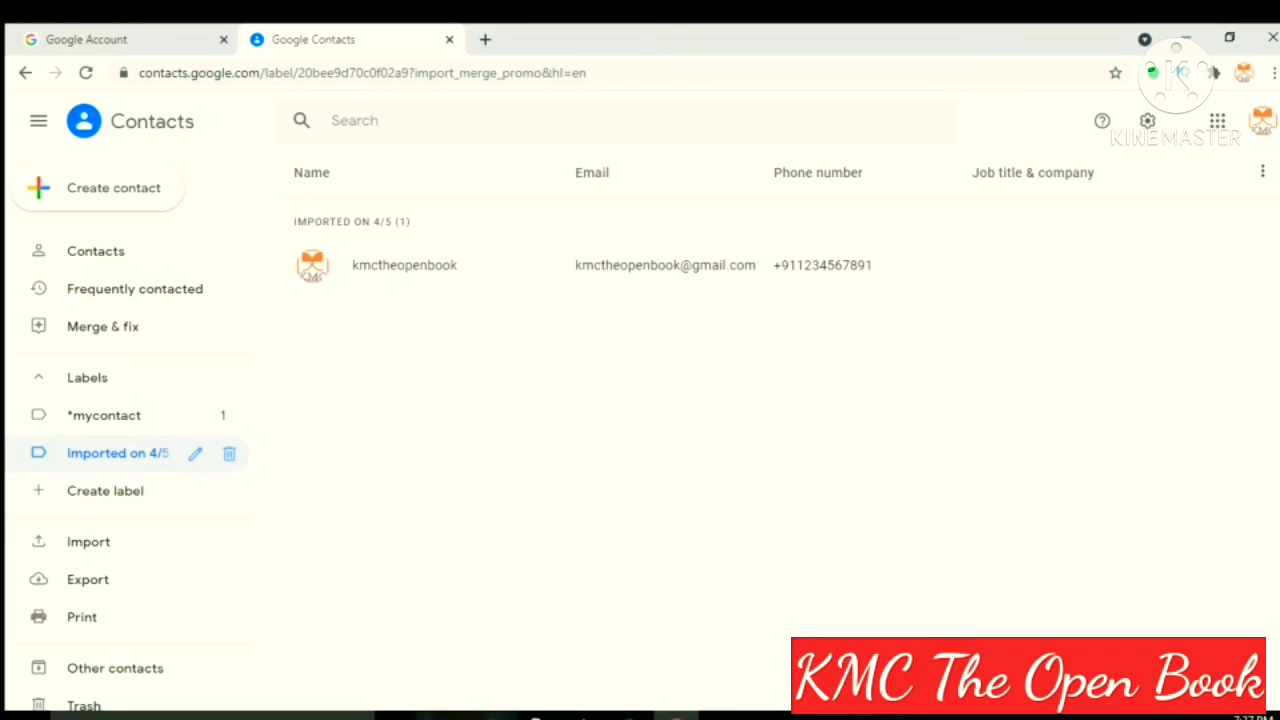 Google Account
Google Contacts
contacts.google.com/label/20bee9d70c0f02a9?import_merge_promo&hl=en
KINEMASTER
Contacts
Search
Create contact
Name Email Phone number Job title & company
IMPORTED ON 4/5 (1)
kmctheopenbook kmctheopenbook@gmail.com +911234567891
Contacts
Frequently contacted
Merge & fix
Labels
*mycontact 1
Imported on 4/5
Create label
Import
Export
Print
Other contacts
Trash
KMC The Open Book